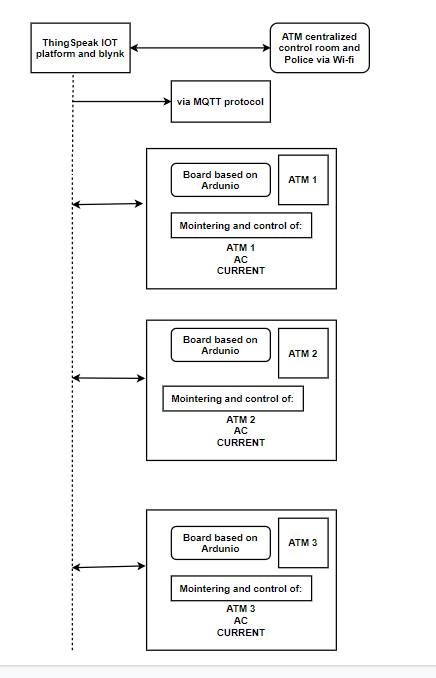 ThingSpeak IOT
platform and blynk
ATM centralized
control room and
Police via Wi-fi
via MQTT protocol
Board based on
Ardunio
ATM 1
Mointering and control of:
ATM 1
AC
CURRENT
Board based on
Ardunio
ATM 2
Mointering and control of:
ATM 2
AC
CURRENT
Board based on
Ardunio
ATM 3
Mointering and control of:
ATM 3
AC
CURRENT